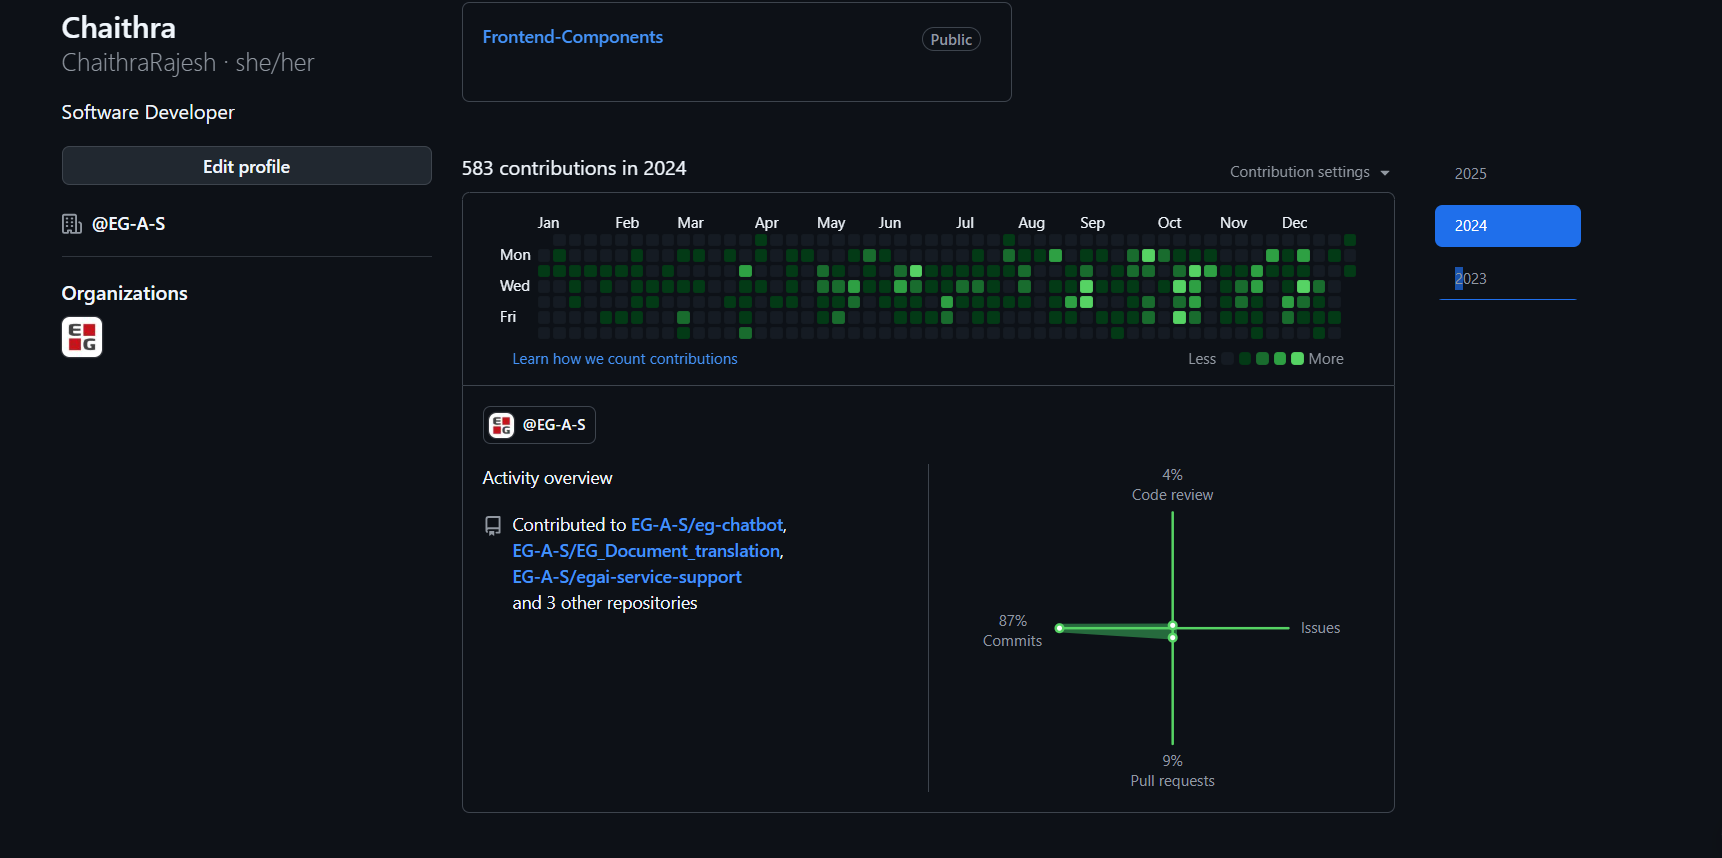 Chaithra
ChaithraRajesh · she/her
Software Developer
Edit profile
@EG-A-S
Organizations
E
G
Frontend-Components
Public
583 contributions in 2024
Contribution settings
2025
2024
2023
Jan Feb Mar Apr May Jun Jul Aug Sep Oct Nov Dec
Mon
Wed
Fri
Learn how we count contributions
Less More
EG @EG-A-S
Activity overview
Contributed to EG-A-S/eg-chatbot,
EG-A-S/EG_Document_translation,
EG-A-S/egai-service-support
and 3 other repositories
4%
Code review
87%
Commits
Issues
9%
Pull requests